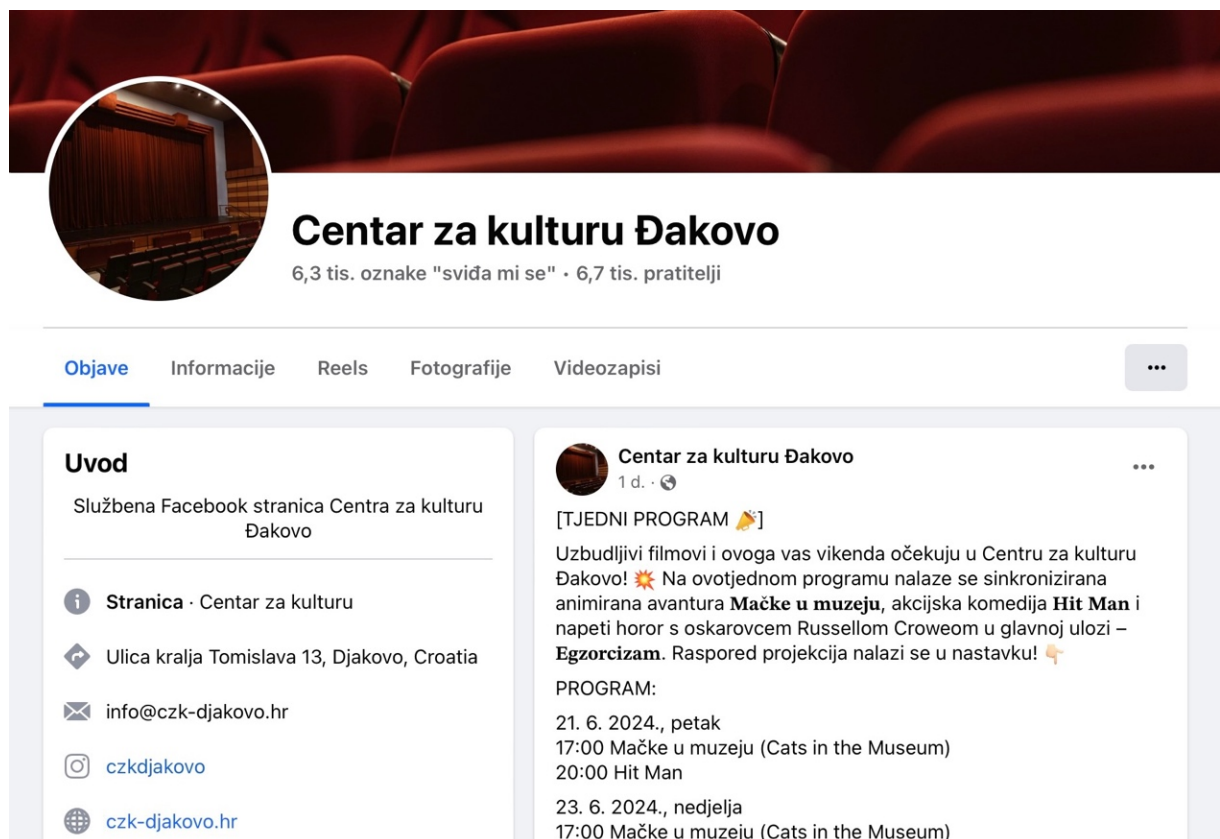 Centar za kulturu Đakovo
6,3 tis. oznake "sviđa mi se" · 6,7 tis. pratitelji
Objave Informacije Reels Fotografije Videozapisi
Uvod
Službena Facebook stranica Centra za kulturu
Đakovo
Stranica · Centar za kulturu
Ulica kralja Tomislava 13, Djakovo, Croatia
info@czk-djakovo.hr
czkdjakovo
czk-djakovo.hr
Centar za kulturu Đakovo
1 d. ·
[TJEDNI PROGRAM 🎉]
Uzbudljivi filmovi i ovoga vas vikenda očekuju u Centru za kulturu
Đakovo! 💥 Na ovotjednom programu nalaze se sinkronizirana
animirana avantura Mačke u muzeju, akcijska komedija Hit Man i
napeti horor s oskarovcem Russellom Croweom u glavnoj ulozi –
Egzorcizam. Raspored projekcija nalazi se u nastavku! 👇🏻
PROGRAM:
21. 6. 2024., petak
17:00 Mačke u muzeju (Cats in the Museum)
20:00 Hit Man
23. 6. 2024., nedjelja
17:00 Mačke u muzeju (Cats in the Museum)